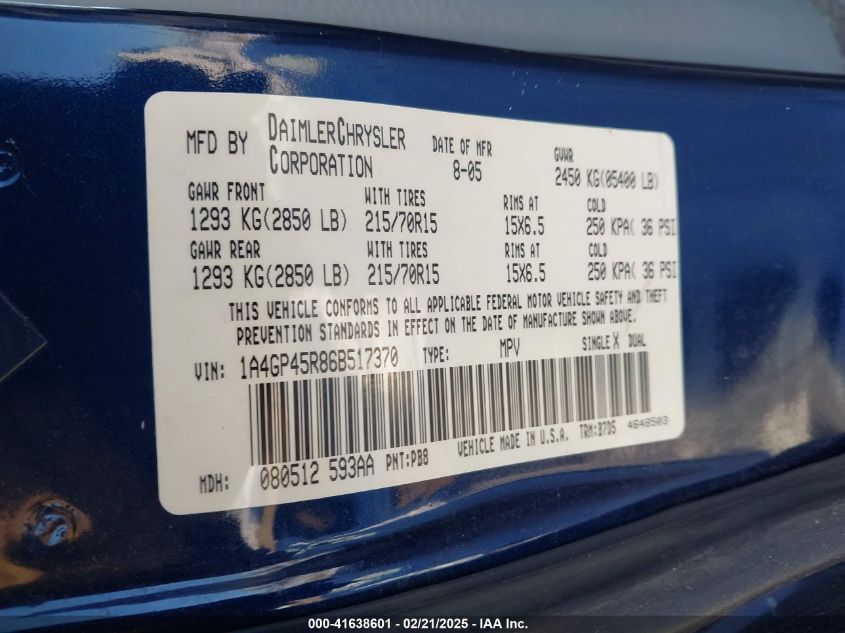 MFD BY DAIMLERCHRYSLER CORPORATION DATE OF MFR 8-05 GVWR 2450 KG(05400 LB)
GAWR FRONT WITH TIRES RIMS AT COLD
1293 KG(2850 LB) 215/70R15 15X6.5 250 KPA( 36 PSI
GAWR REAR WITH TIRES RIMS AT COLD
1293 KG(2850 LB) 215/70R15 15X6.5 250 KPA( 36 PSI
THIS VEHICLE CONFORMS TO ALL APPLICABLE FEDERAL MOTOR VEHICLE SAFETY AND THEFT
PREVENTION STANDARDS IN EFFECT ON THE DATE OF MANUFACTURE SHOWN ABOVE.
VIN: 1A4GP45R86B517370 TYPE: MPV SINGLE X DUAL
MDH: 080512 593AA PNT:PB8 VEHICLE MADE IN U.S.A. TRM:B7D5 4648503
000-41638601 - 02/21/2025 - IAA Inc.